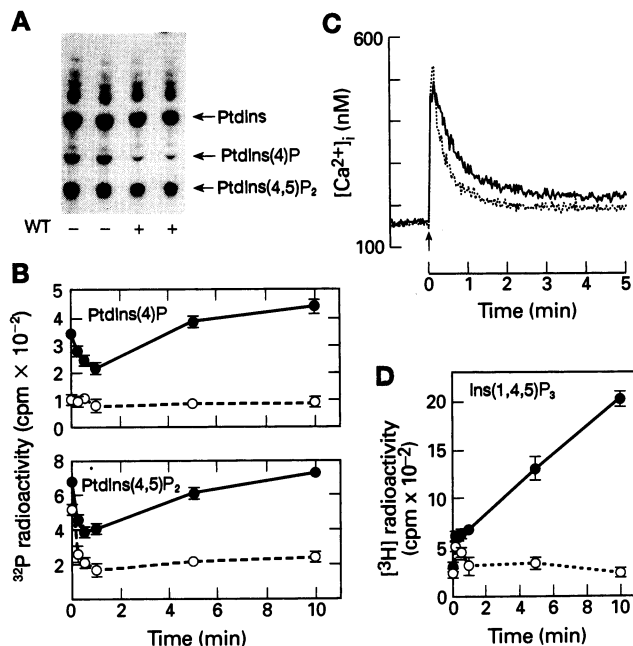 A
PtdIns
PtdIns(4)P
PtdIns(4,5)P₂
WT − − + +
B
PtdIns(4)P
5
4
3
2
1
0
PtdIns(4,5)P₂
8
6
4
2
0
³²P radioactivity (cpm × 10⁻²)
0 2 4 6 8 10
Time (min)
C
600
100
[Ca²⁺]ᵢ (nM)
0 1 2 3 4 5
Time (min)
D
Ins(1,4,5)P₃
20
15
10
5
0
[³H] radioactivity
(cpm × 10⁻²)
0 2 4 6 8 10
Time (min)